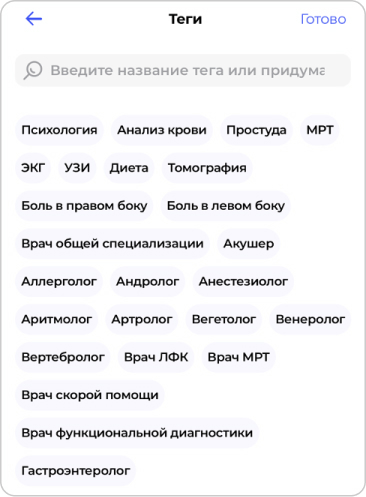 Теги Готово
Введите название тега или придума
Психология Анализ крови Простуда МРТ
ЭКГ УЗИ Диета Томография
Боль в правом боку Боль в левом боку
Врач общей специализации Акушер
Аллерголог Андролог Анестезиолог
Аритмолог Артролог Вегетолог Венеролог
Вертебролог Врач ЛФК Врач МРТ
Врач скорой помощи
Врач функциональной диагностики
Гастроэнтеролог